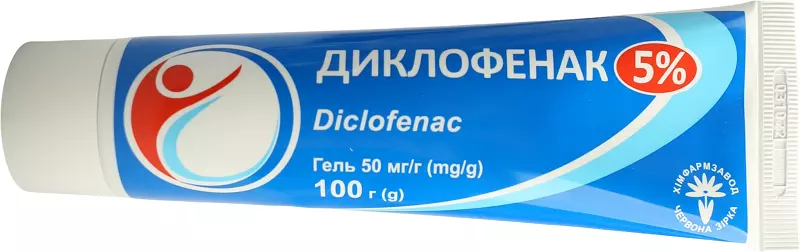 ДИКЛОФЕНАК 5%
Diclofenac
Гель 50 мг/г (mg/g)
100 г (g)
ХІМФАРМЗАВОД
ЧЕРВОНА ЗІРКА